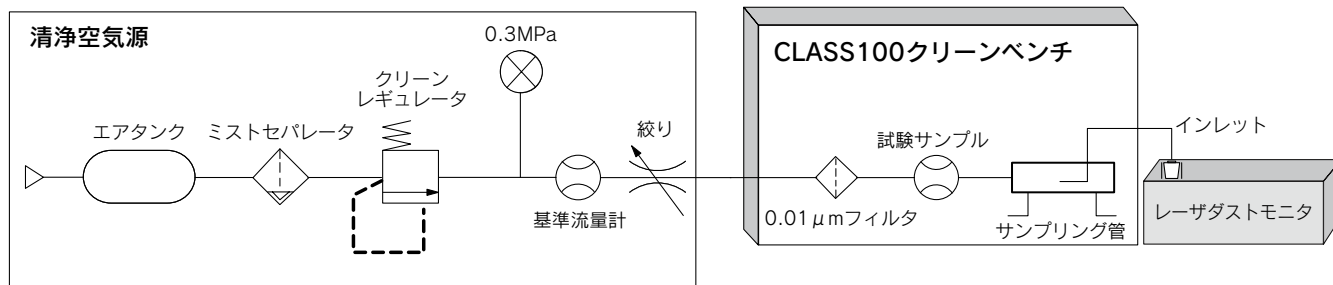 清浄空気源
0.3MPa
クリーン
レギュレータ
エアタンク
ミストセパレータ
絞り
基準流量計
CLASS100クリーンベンチ
試験サンプル
インレット
0.01μmフィルタ
サンプリング管
レーザダストモニタ